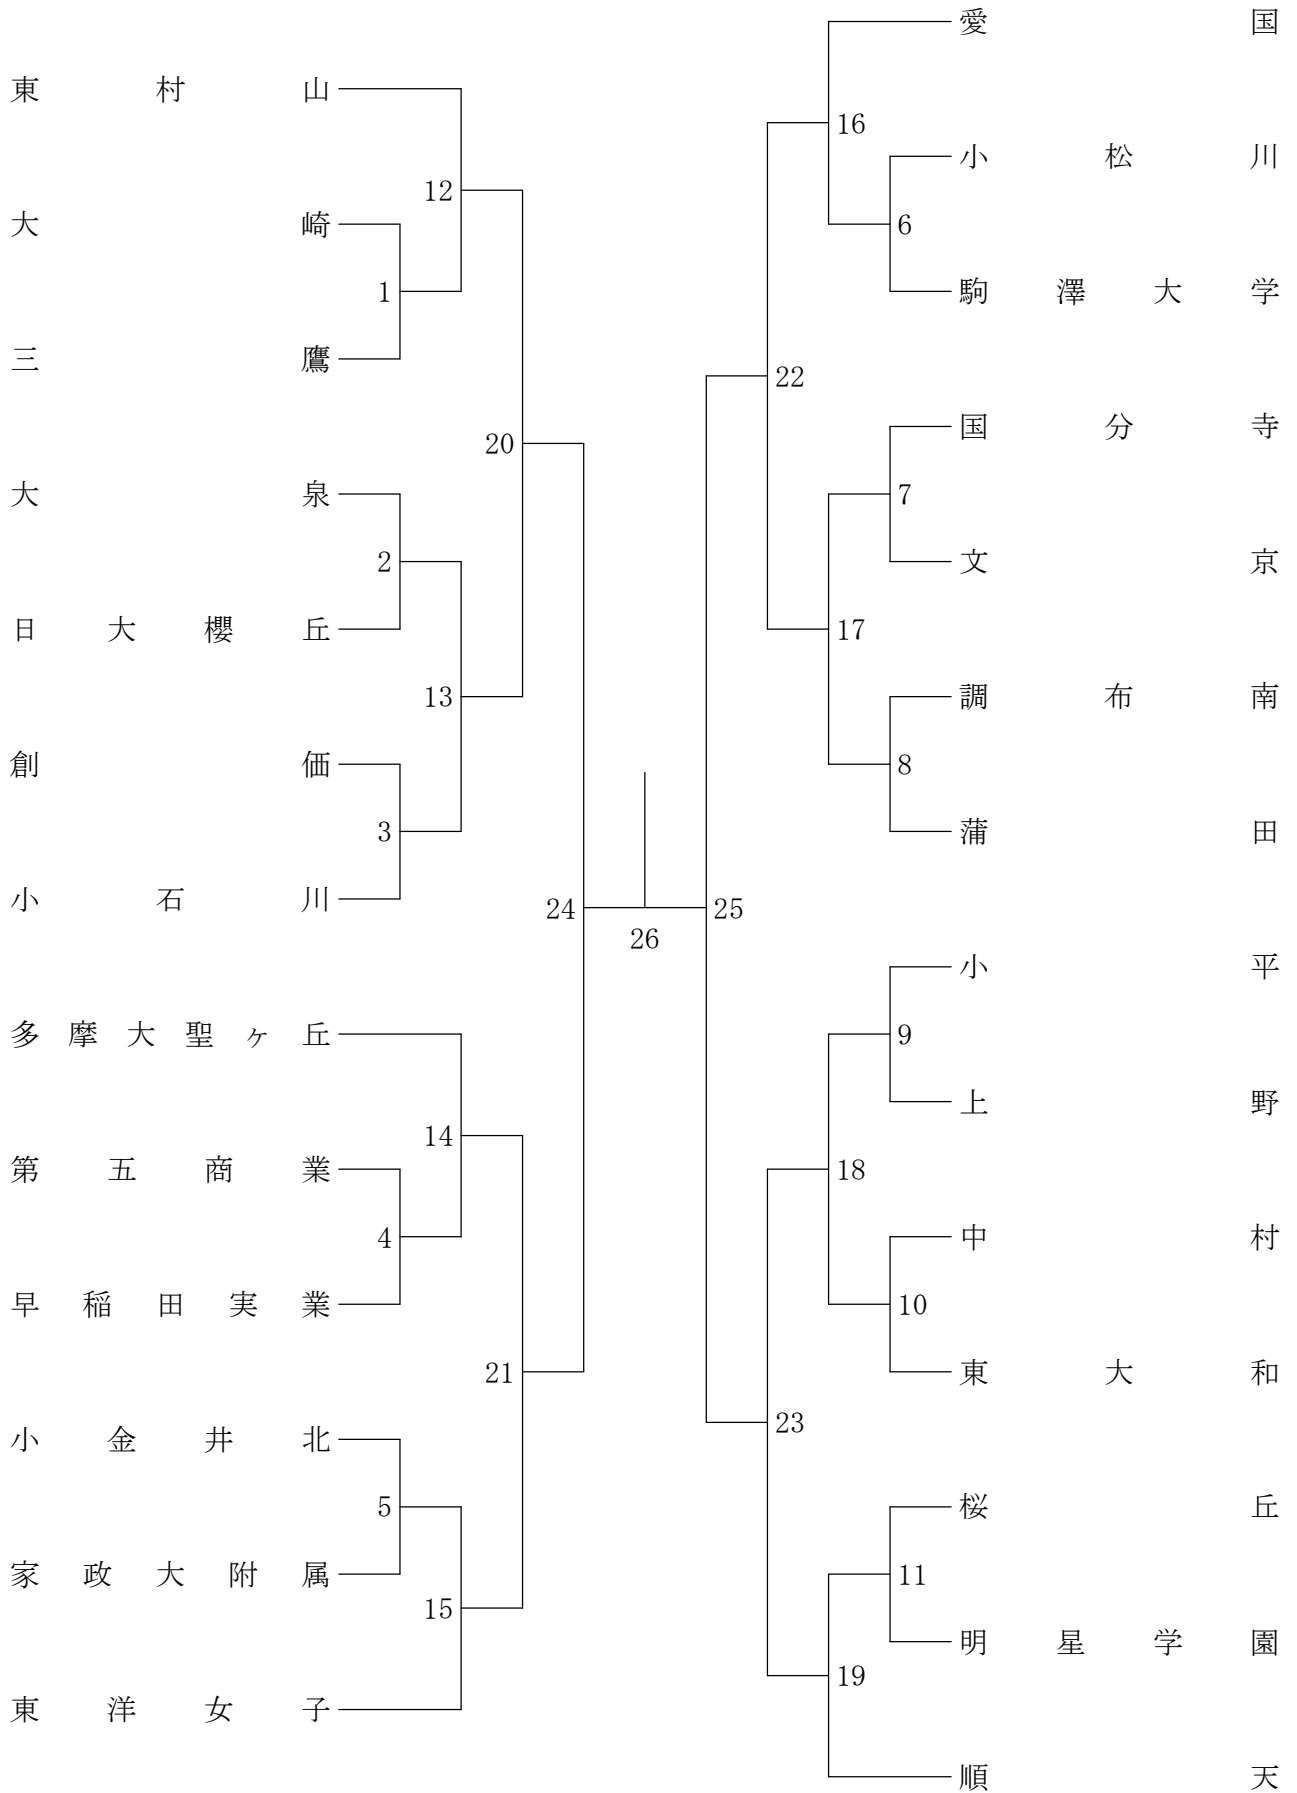 東村山
12
大崎
1
三鷹
20
大泉
2
日大櫻丘
13
創価
3
小石川
24
多摩大聖ヶ丘
14
第五商業
4
早稲田実業
21
小金井北
5
家政大附属
15
東洋女子
26
愛国
16
小松川
6
駒澤大学
22
国分寺
7
文京
17
調布南
8
蒲田
25
小平
9
上野
18
中村
10
東大和
23
桜丘
11
明星学園
19
順天